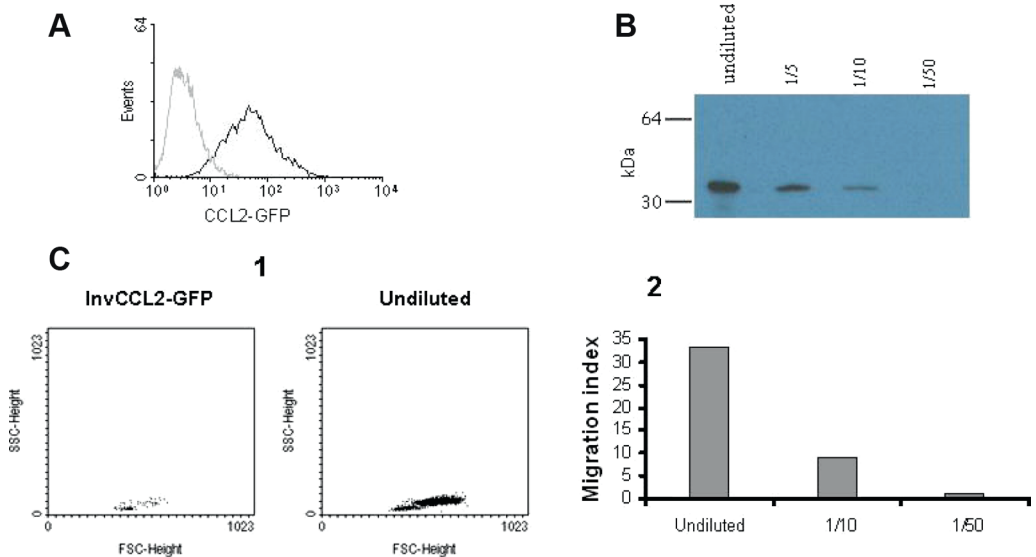 A
64
Events
0
10⁰ 10¹ 10² 10³ 10⁴
CCL2-GFP
B
undiluted 1/5 1/10 1/50
64
kDa
30
C
1
InvCCL2-GFP
1023
SSC-Height
0
0 1023
FSC-Height
Undiluted
1023
SSC-Height
0
0 1023
FSC-Height
2
Migration index
35
30
25
20
15
10
5
0
Undiluted 1/10 1/50